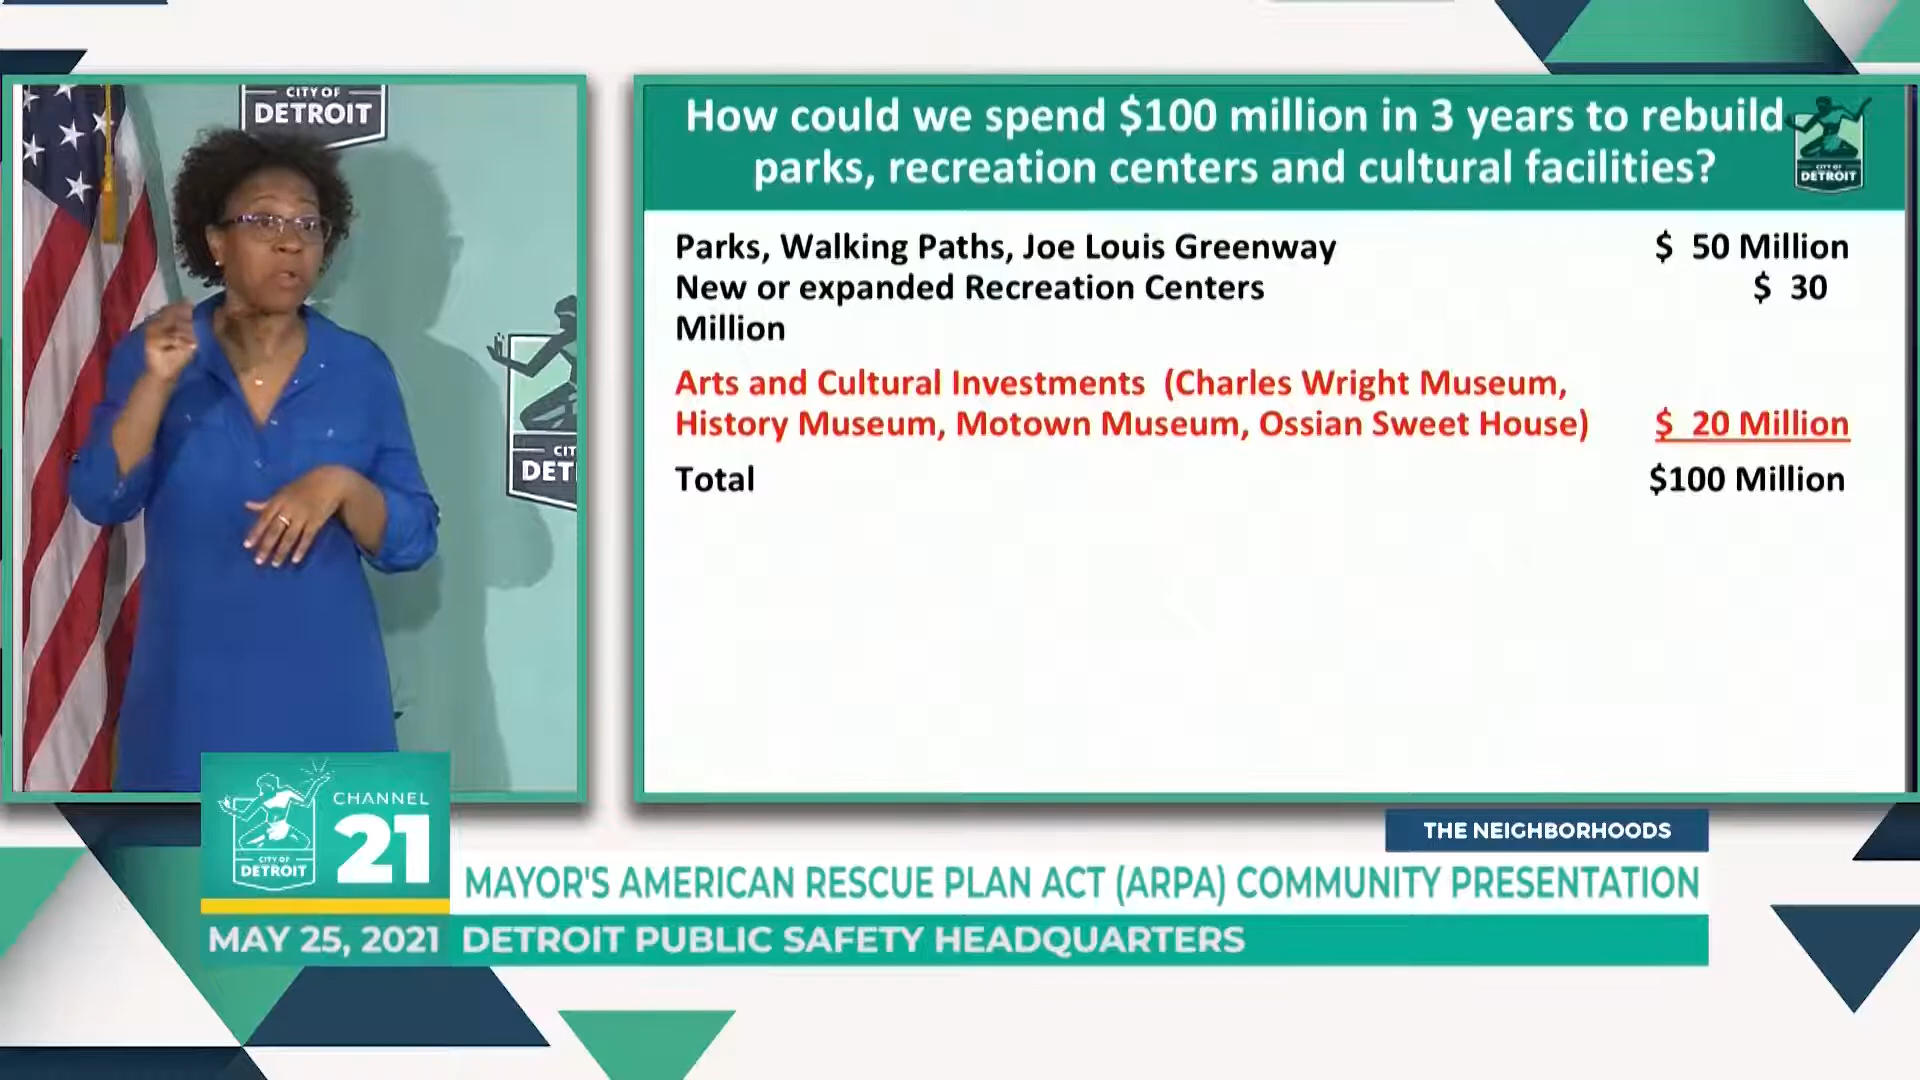 CITY OF
DETROIT
CIT
DET
How could we spend $100 million in 3 years to rebuild
parks, recreation centers and cultural facilities?
CITY OF
DETROIT
Parks, Walking Paths, Joe Louis Greenway $ 50 Million
New or expanded Recreation Centers $ 30
Million
Arts and Cultural Investments (Charles Wright Museum,
History Museum, Motown Museum, Ossian Sweet House) $ 20 Million
Total $100 Million
THE NEIGHBORHOODS
CITY OF
DETROIT
CHANNEL
21
MAYOR'S AMERICAN RESCUE PLAN ACT (ARPA) COMMUNITY PRESENTATION
MAY 25, 2021 DETROIT PUBLIC SAFETY HEADQUARTERS